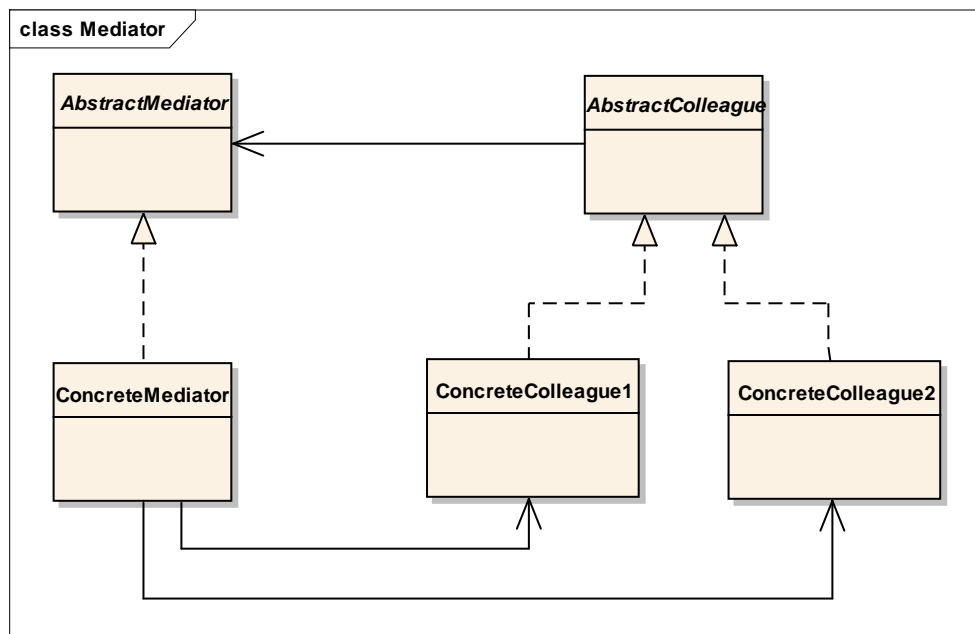 class Mediator
AbstractMediator
AbstractColleague
ConcreteMediator
ConcreteColleague1
ConcreteColleague2